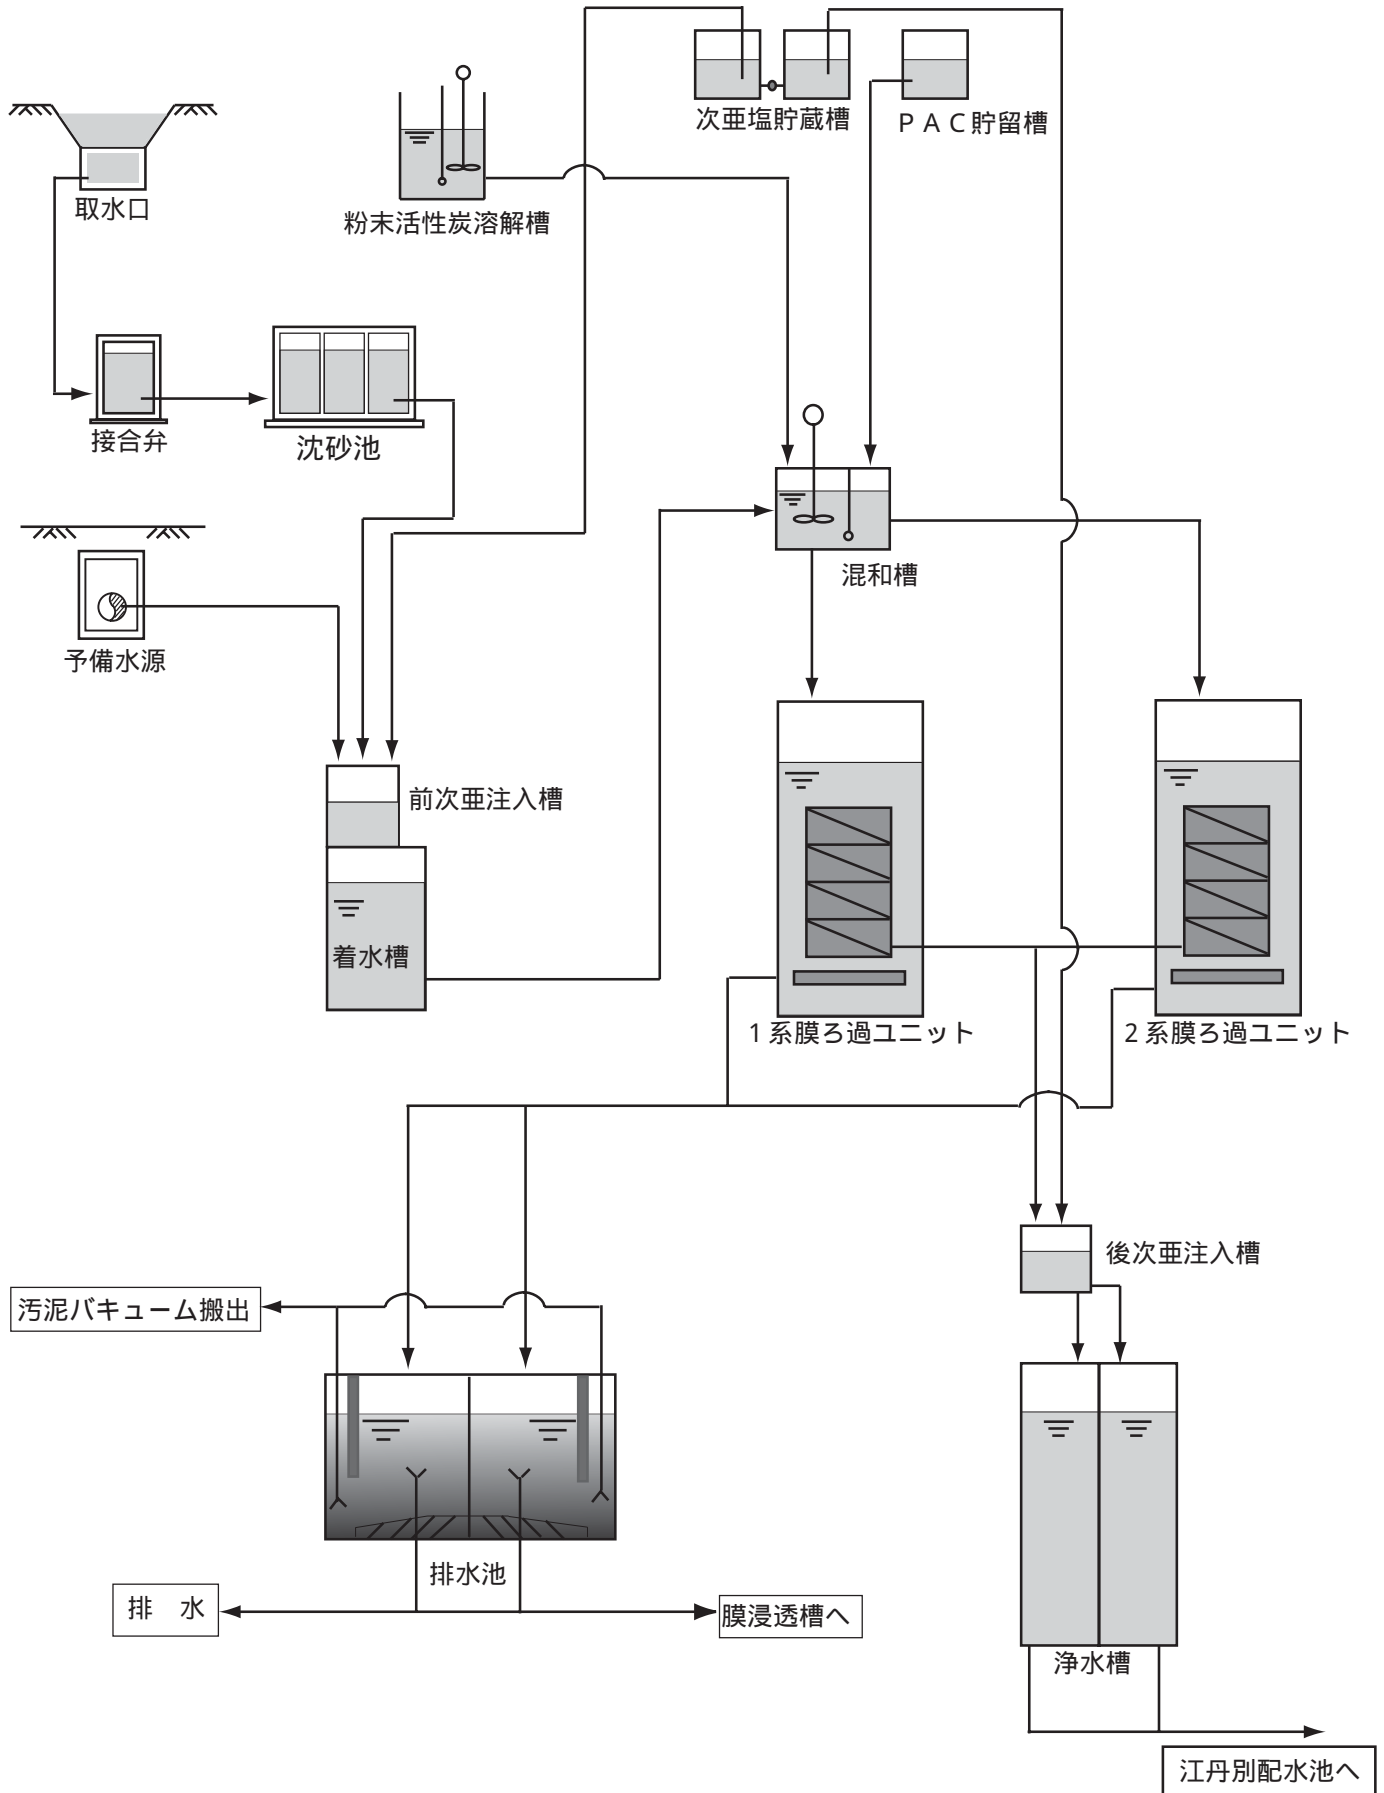 次亜塩貯蔵槽
ＰＡＣ貯留槽
取水口
粉末活性炭溶解槽
接合弁
沈砂池
混和槽
予備水源
前次亜注入槽
着水槽
1系膜ろ過ユニット
2系膜ろ過ユニット
後次亜注入槽
汚泥バキューム搬出
排水池
排　水
膜浸透槽へ
浄水槽
江丹別配水池へ